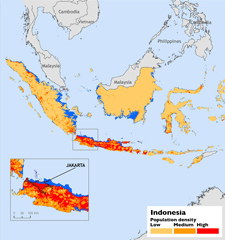 Cambodia
Vietnam
Philippines
Malaysia
Malaysia
JAKARTA
Indonesia
Population density
Low Medium High